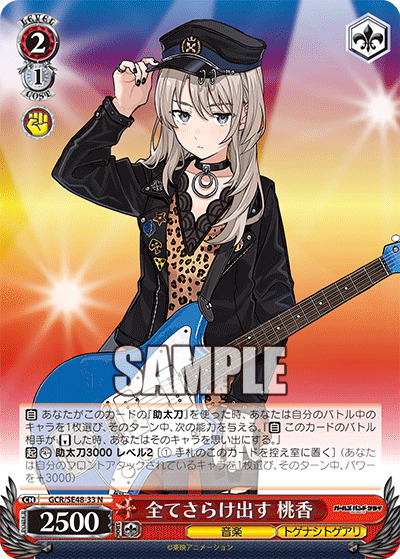 LEVEL
2
1
COST
SAMPLE
【自】 あなたがこのカードの『助太刀』を使った時、あなたは自分のバトル中の
キャラを1枚選び、そのターン中、次の能力を与える。『【自】 このカードのバトル
相手が【リバース】した時、あなたはそのキャラを思い出にする。』
【起】 助太刀3000 レベル2 [① 手札のこのカードを控え室に置く] (あなたは
自分のフロントアタックされているキャラを1枚選び、そのターン中、パワーを
+3000)
CH GCR/SE48-33 N
2500
全てさらけ出す 桃香
ガールズバンドクライ
音楽
トゲナシトゲアリ
©東映アニメーション